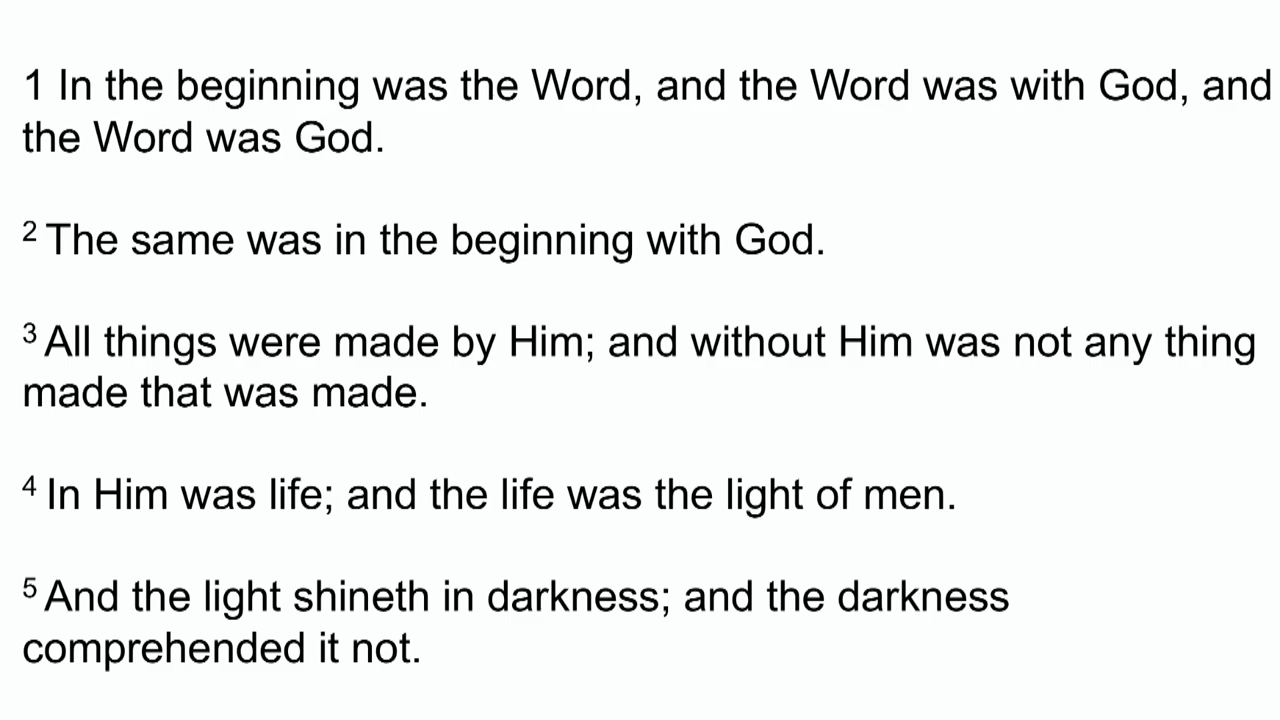 1 In the beginning was the Word, and the Word was with God, and
the Word was God.
2 The same was in the beginning with God.
3 All things were made by Him; and without Him was not any thing
made that was made.
4 In Him was life; and the life was the light of men.
5 And the light shineth in darkness; and the darkness
comprehended it not.